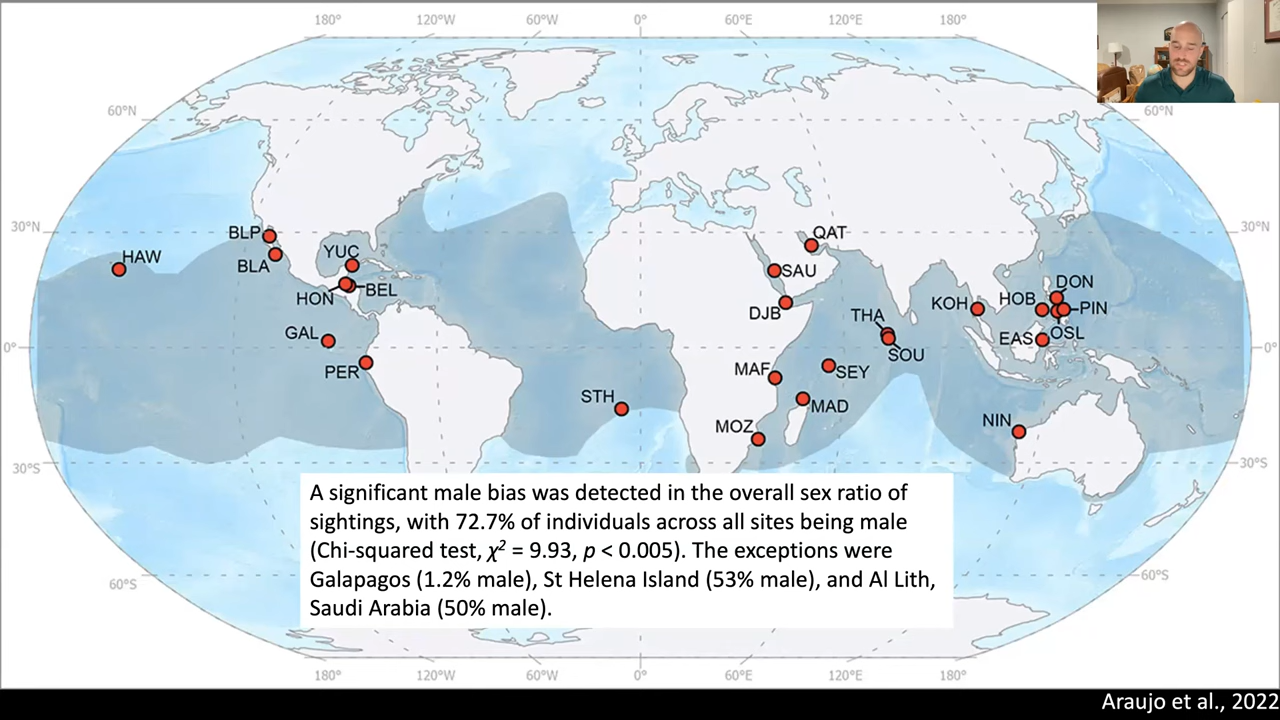 180° 120°W 60°W 0° 60°E 120°E 180°
60°N 60°N
30°N 30°N
BLP
HAW
BLA
YUC
HON
BEL
GAL
PER
QAT
SAU
DJB
THA
SOU
KOH
HOB
DON
PIN
EAS
OSL
MAF
SEY
MAD
MOZ
STH
NIN
0° 0°
30°S 30°S
A significant male bias was detected in the overall sex ratio of
sightings, with 72.7% of individuals across all sites being male
(Chi-squared test, χ² = 9.93, p < 0.005). The exceptions were
Galapagos (1.2% male), St Helena Island (53% male), and Al Lith,
Saudi Arabia (50% male).
60°S 60°S
180° 120°W 60°W 0° 60°E 120°E 180°
Araujo et al., 2022